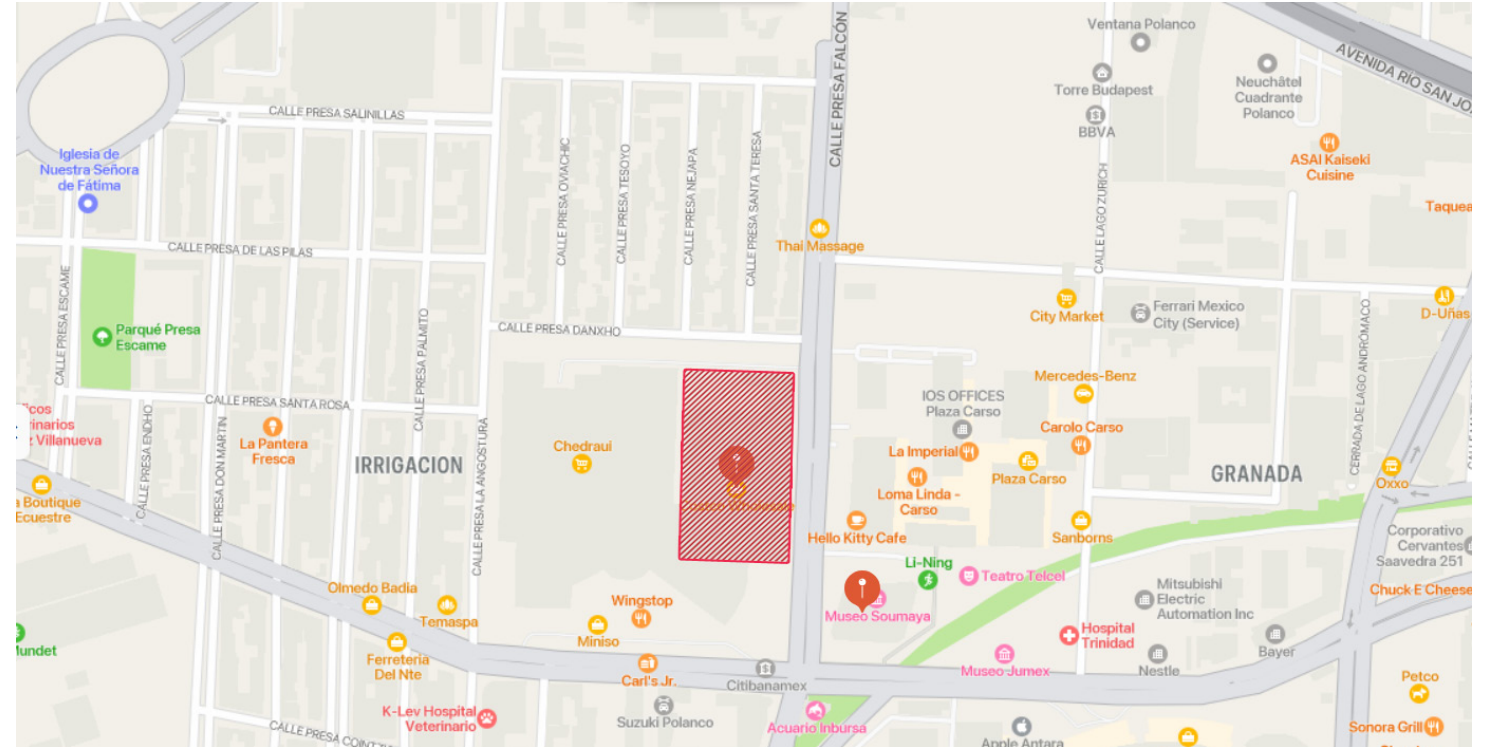 Ventana Polanco
AVENIDA RIO SAN JO
CALLE PRESA FALCÓN
Torre Budapest
Neuchâtel
Cuadrante
Polanco
BBVA
CALLE PRESA SALINILLAS
ASAI Kaiseki
Cuisine
Iglesia de
Nuestra Señora
de Fátima
CALLE PRESA OVIACHIC
CALLE PRESA TESOYO
CALLE PRESA NEJAPA
CALLE PRESA SANTA TERESA
CALLE LAGO ZURICH
Taquea
CALLE PRESA DE LAS PILAS
Thai Massage
CALLE PRESA ESCAME
Parqué Presa
Escame
CALLE PRESA PALMITO
CALLE PRESA DANXHO
City Market
Ferrari Mexico
City (Service)
CERRADA DE LAGO ANDRÓMACO
D-Uñas
Mercedes-Benz
CALLE PRESA SANTA ROSA
IOS OFFICES
Plaza Carso
icos
rinarios
z Villanueva
CALLE PRESA ENDHO
CALLE PRESA DON MARTIN
La Pantera
Fresca
IRRIGACION
CALLE PRESA LA ANGOSTURA
Chedraui
Carolo Carso
La Imperial
Plaza Carso
GRANADA
Oxxo
a Boutique
Ecuestre
Loma Linda -
Carso
Hello Kitty Cafe
Sanborns
Corporativo
Cervantes
Saavedra 251
Li-Ning
Teatro Telcel
Olmedo Badia
Temaspa
Wingstop
Miniso
Museo Soumaya
Mitsubishi
Electric
Automation Inc
Chuck E Cheese
Hospital
Trinidad
Mundet
Ferretería
Del Nte
Carl's Jr.
Citibanamex
Museo Jumex
Nestle
Bayer
Petco
K-Lev Hospital
Veterinario
Suzuki Polanco
Acuario Inbursa
Apple Antara
Sonora Grill